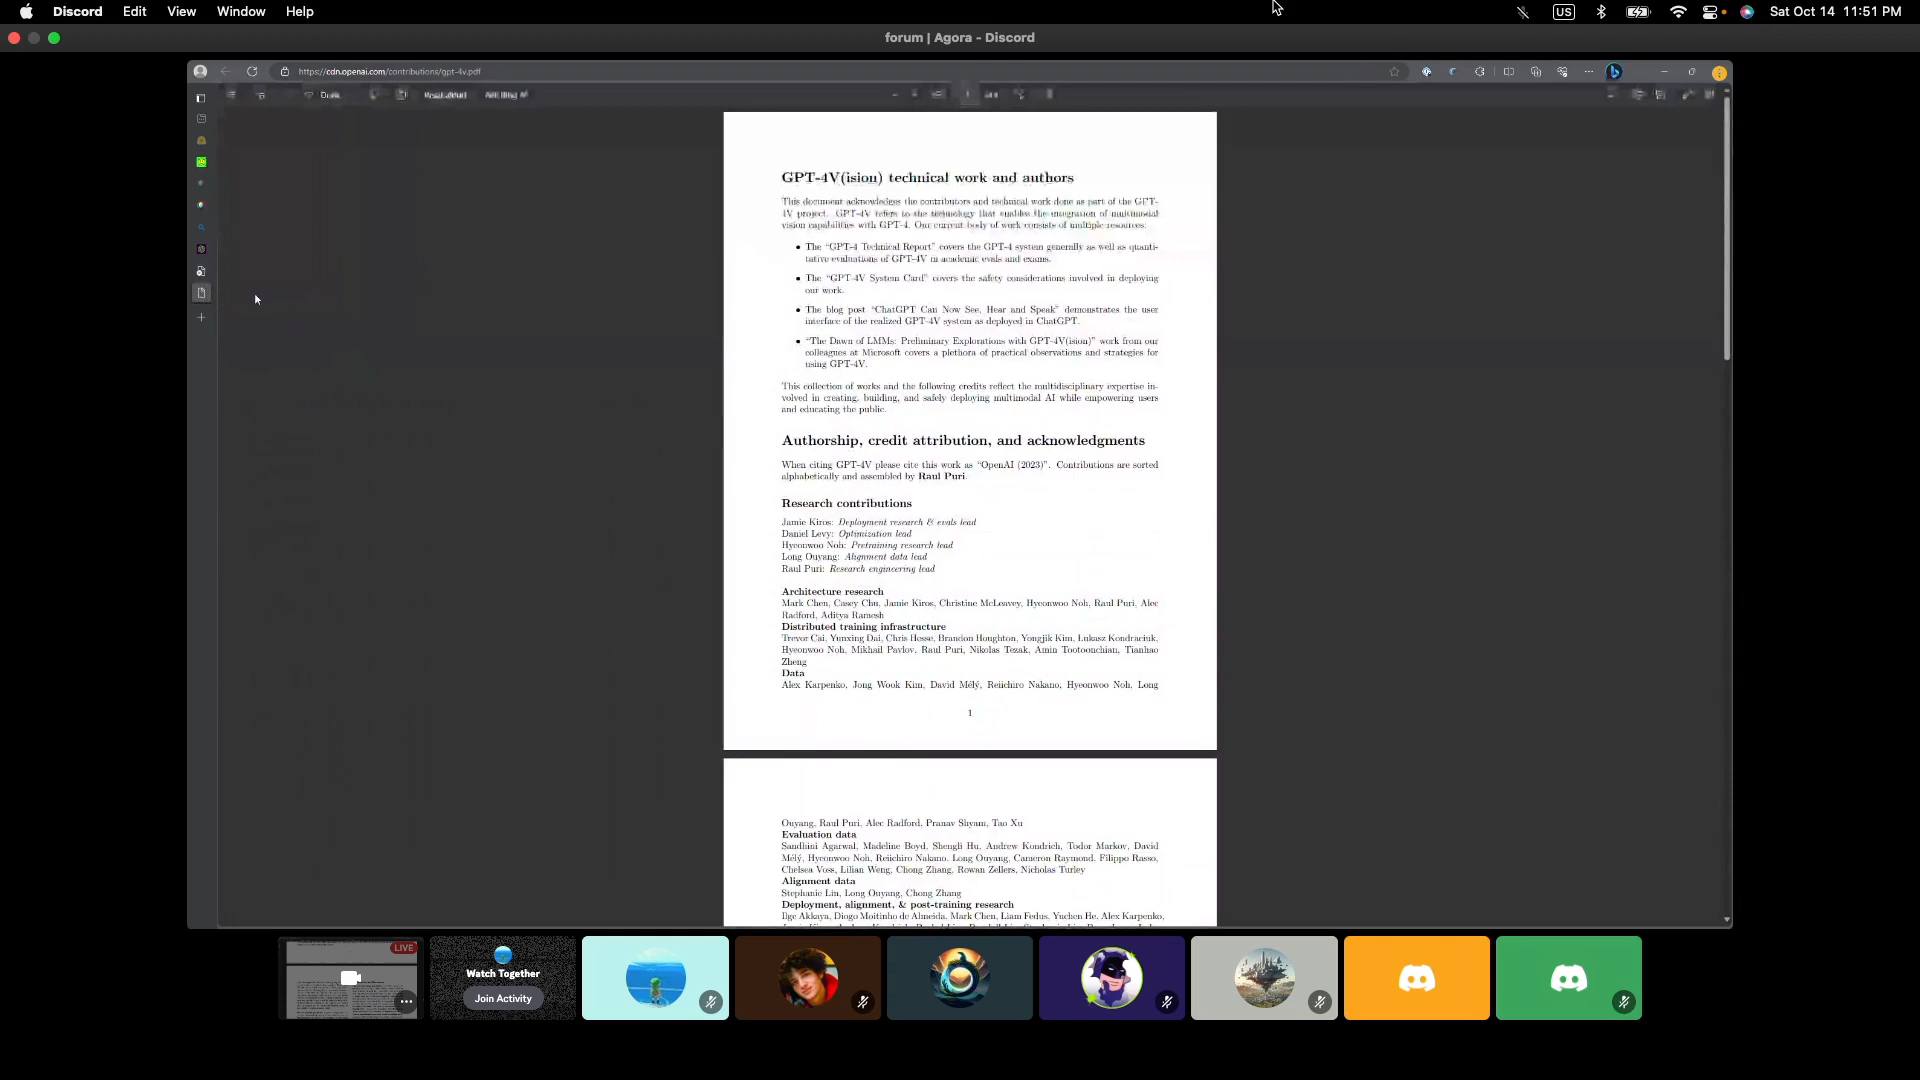 Discord Edit View Window Help
US
Sat Oct 14 11:51 PM
forum | Agora - Discord
https://cdn.openai.com/contributions/gpt-4v.pdf
GPT-4V(ision) technical work and authors
This document acknowledges the contributors and technical work done as part of the GPT-
4V project. GPT-4V refers to the technology that enables the integration of multimodal
vision capabilities with GPT-4. Our current body of work consists of multiple resources:
• The “GPT-4 Technical Report” covers the GPT-4 system generally as well as quanti-
tative evaluations of GPT-4V in academic evals and exams.
• The “GPT-4V System Card” covers the safety considerations involved in deploying
our work.
• The blog post “ChatGPT Can Now See, Hear and Speak” demonstrates the user
interface of the realized GPT-4V system as deployed in ChatGPT.
• “The Dawn of LMMs: Preliminary Explorations with GPT-4V(ision)” work from our
colleagues at Microsoft covers a plethora of practical observations and strategies for
using GPT-4V.
This collection of works and the following credits reflect the multidisciplinary expertise in-
volved in creating, building, and safely deploying multimodal AI while empowering users
and educating the public.
Authorship, credit attribution, and acknowledgments
When citing GPT-4V please cite this work as “OpenAI (2023)”. Contributions are sorted
alphabetically and assembled by Raul Puri.
Research contributions
Jamie Kiros: Deployment research & evals lead
Daniel Levy: Optimization lead
Hyeonwoo Noh: Pretraining research lead
Long Ouyang: Alignment data lead
Raul Puri: Research engineering lead
Architecture research
Mark Chen, Casey Chu, Jamie Kiros, Christine McLeavey, Hyeonwoo Noh, Raul Puri, Alec
Radford, Aditya Ramesh
Distributed training infrastructure
Trevor Cai, Yunxing Dai, Chris Hesse, Brandon Houghton, Yongjik Kim, Lukasz Kondraciuk,
Hyeonwoo Noh, Mikhail Pavlov, Raul Puri, Nikolas Tezak, Amin Tootoonchian, Tianhao
Zheng
Data
Alex Karpenko, Jong Wook Kim, David Mély, Reiichiro Nakano, Hyeonwoo Noh, Long
1
Ouyang, Raul Puri, Alec Radford, Pranav Shyam, Tao Xu
Evaluation data
Sandhini Agarwal, Madeline Boyd, Shengli Hu, Andrew Kondrich, Todor Markov, David
Mély, Hyeonwoo Noh, Reiichiro Nakano, Long Ouyang, Cameron Raymond, Filippo Rasso,
Chelsea Voss, Lilian Weng, Chong Zhang, Rowan Zellers, Nicholas Turley
Alignment data
Stephanie Lin, Long Ouyang, Chong Zhang
Deployment, alignment, & post-training research
Ilge Akkaya, Diogo Moitinho de Almeida, Mark Chen, Liam Fedus, Yuchen He, Alex Karpenko,
LIVE
Watch Together
Join Activity